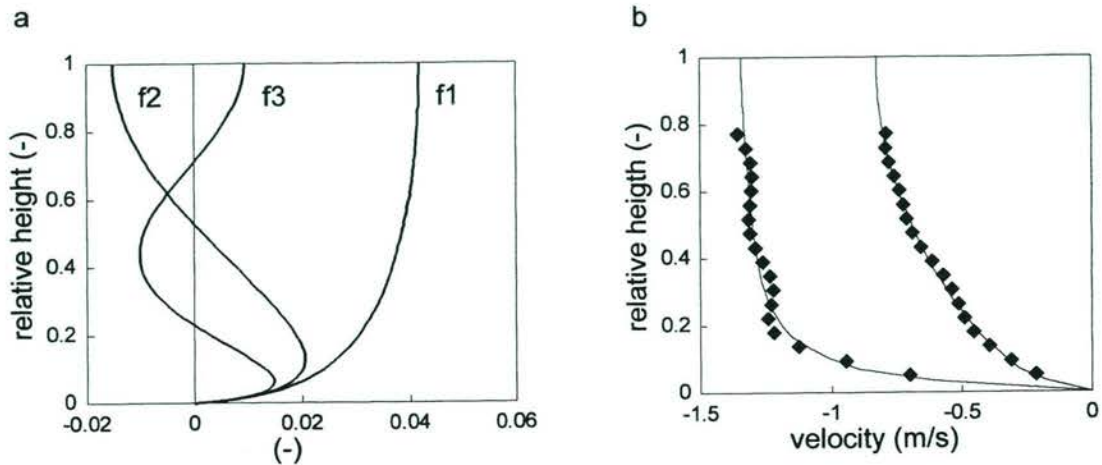 a
relative height (-)
1
0.8
0.6
0.4
0.2
0
-0.02
0
0.02
0.04
0.06
(-)
f2
f3
f1
b
relative heigth (-)
1
0.8
0.6
0.4
0.2
0
-1.5
-1
-0.5
0
velocity (m/s)